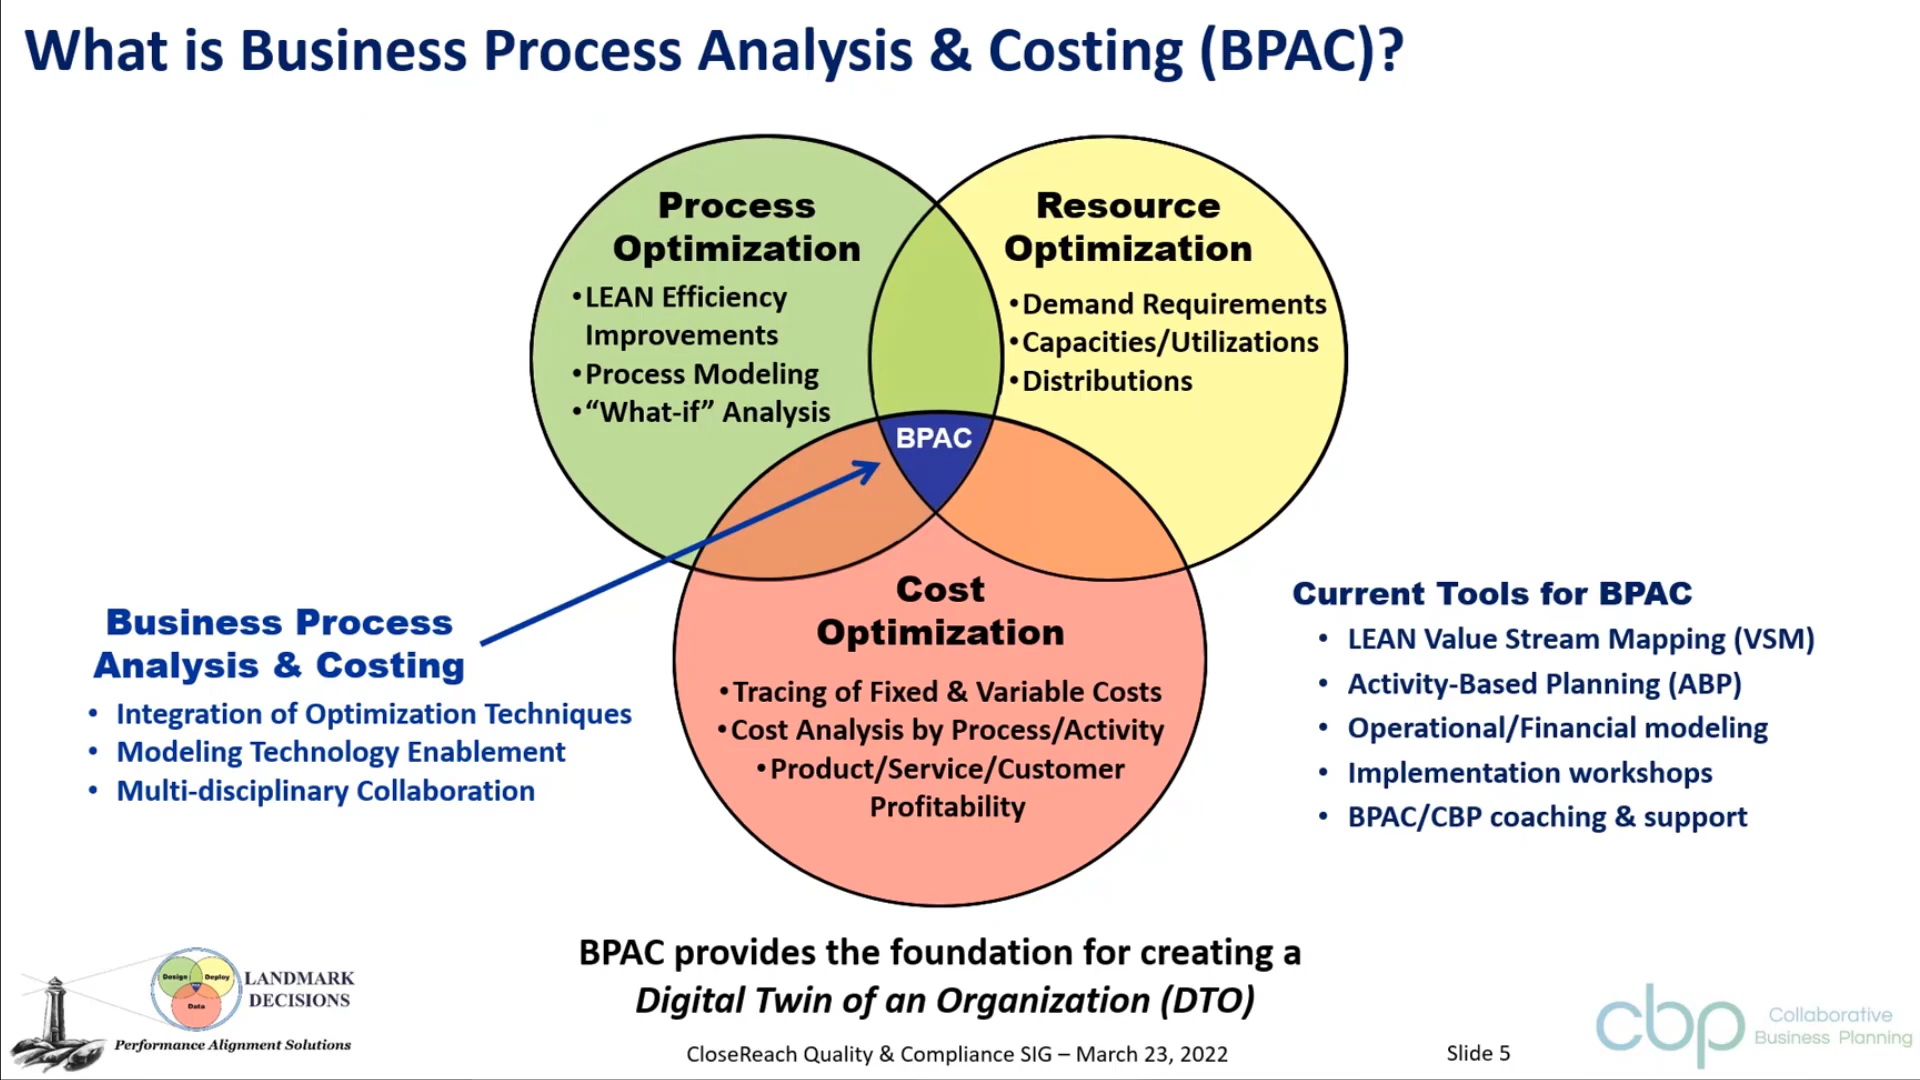 What is Business Process Analysis & Costing (BPAC)?
Process
Optimization
•LEAN Efficiency
Improvements
•Process Modeling
•“What-if” Analysis
Resource
Optimization
•Demand Requirements
•Capacities/Utilizations
•Distributions
BPAC
Cost
Optimization
•Tracing of Fixed & Variable Costs
•Cost Analysis by Process/Activity
•Product/Service/Customer
Profitability
Business Process
Analysis & Costing
• Integration of Optimization Techniques
• Modeling Technology Enablement
• Multi-disciplinary Collaboration
Current Tools for BPAC
• LEAN Value Stream Mapping (VSM)
• Activity-Based Planning (ABP)
• Operational/Financial modeling
• Implementation workshops
• BPAC/CBP coaching & support
BPAC provides the foundation for creating a
Digital Twin of an Organization (DTO)
Design
Deploy
Data
LANDMARK
DECISIONS
Performance Alignment Solutions
CloseReach Quality & Compliance SIG – March 23, 2022
Slide 5
cbp
Collaborative
Business Planning